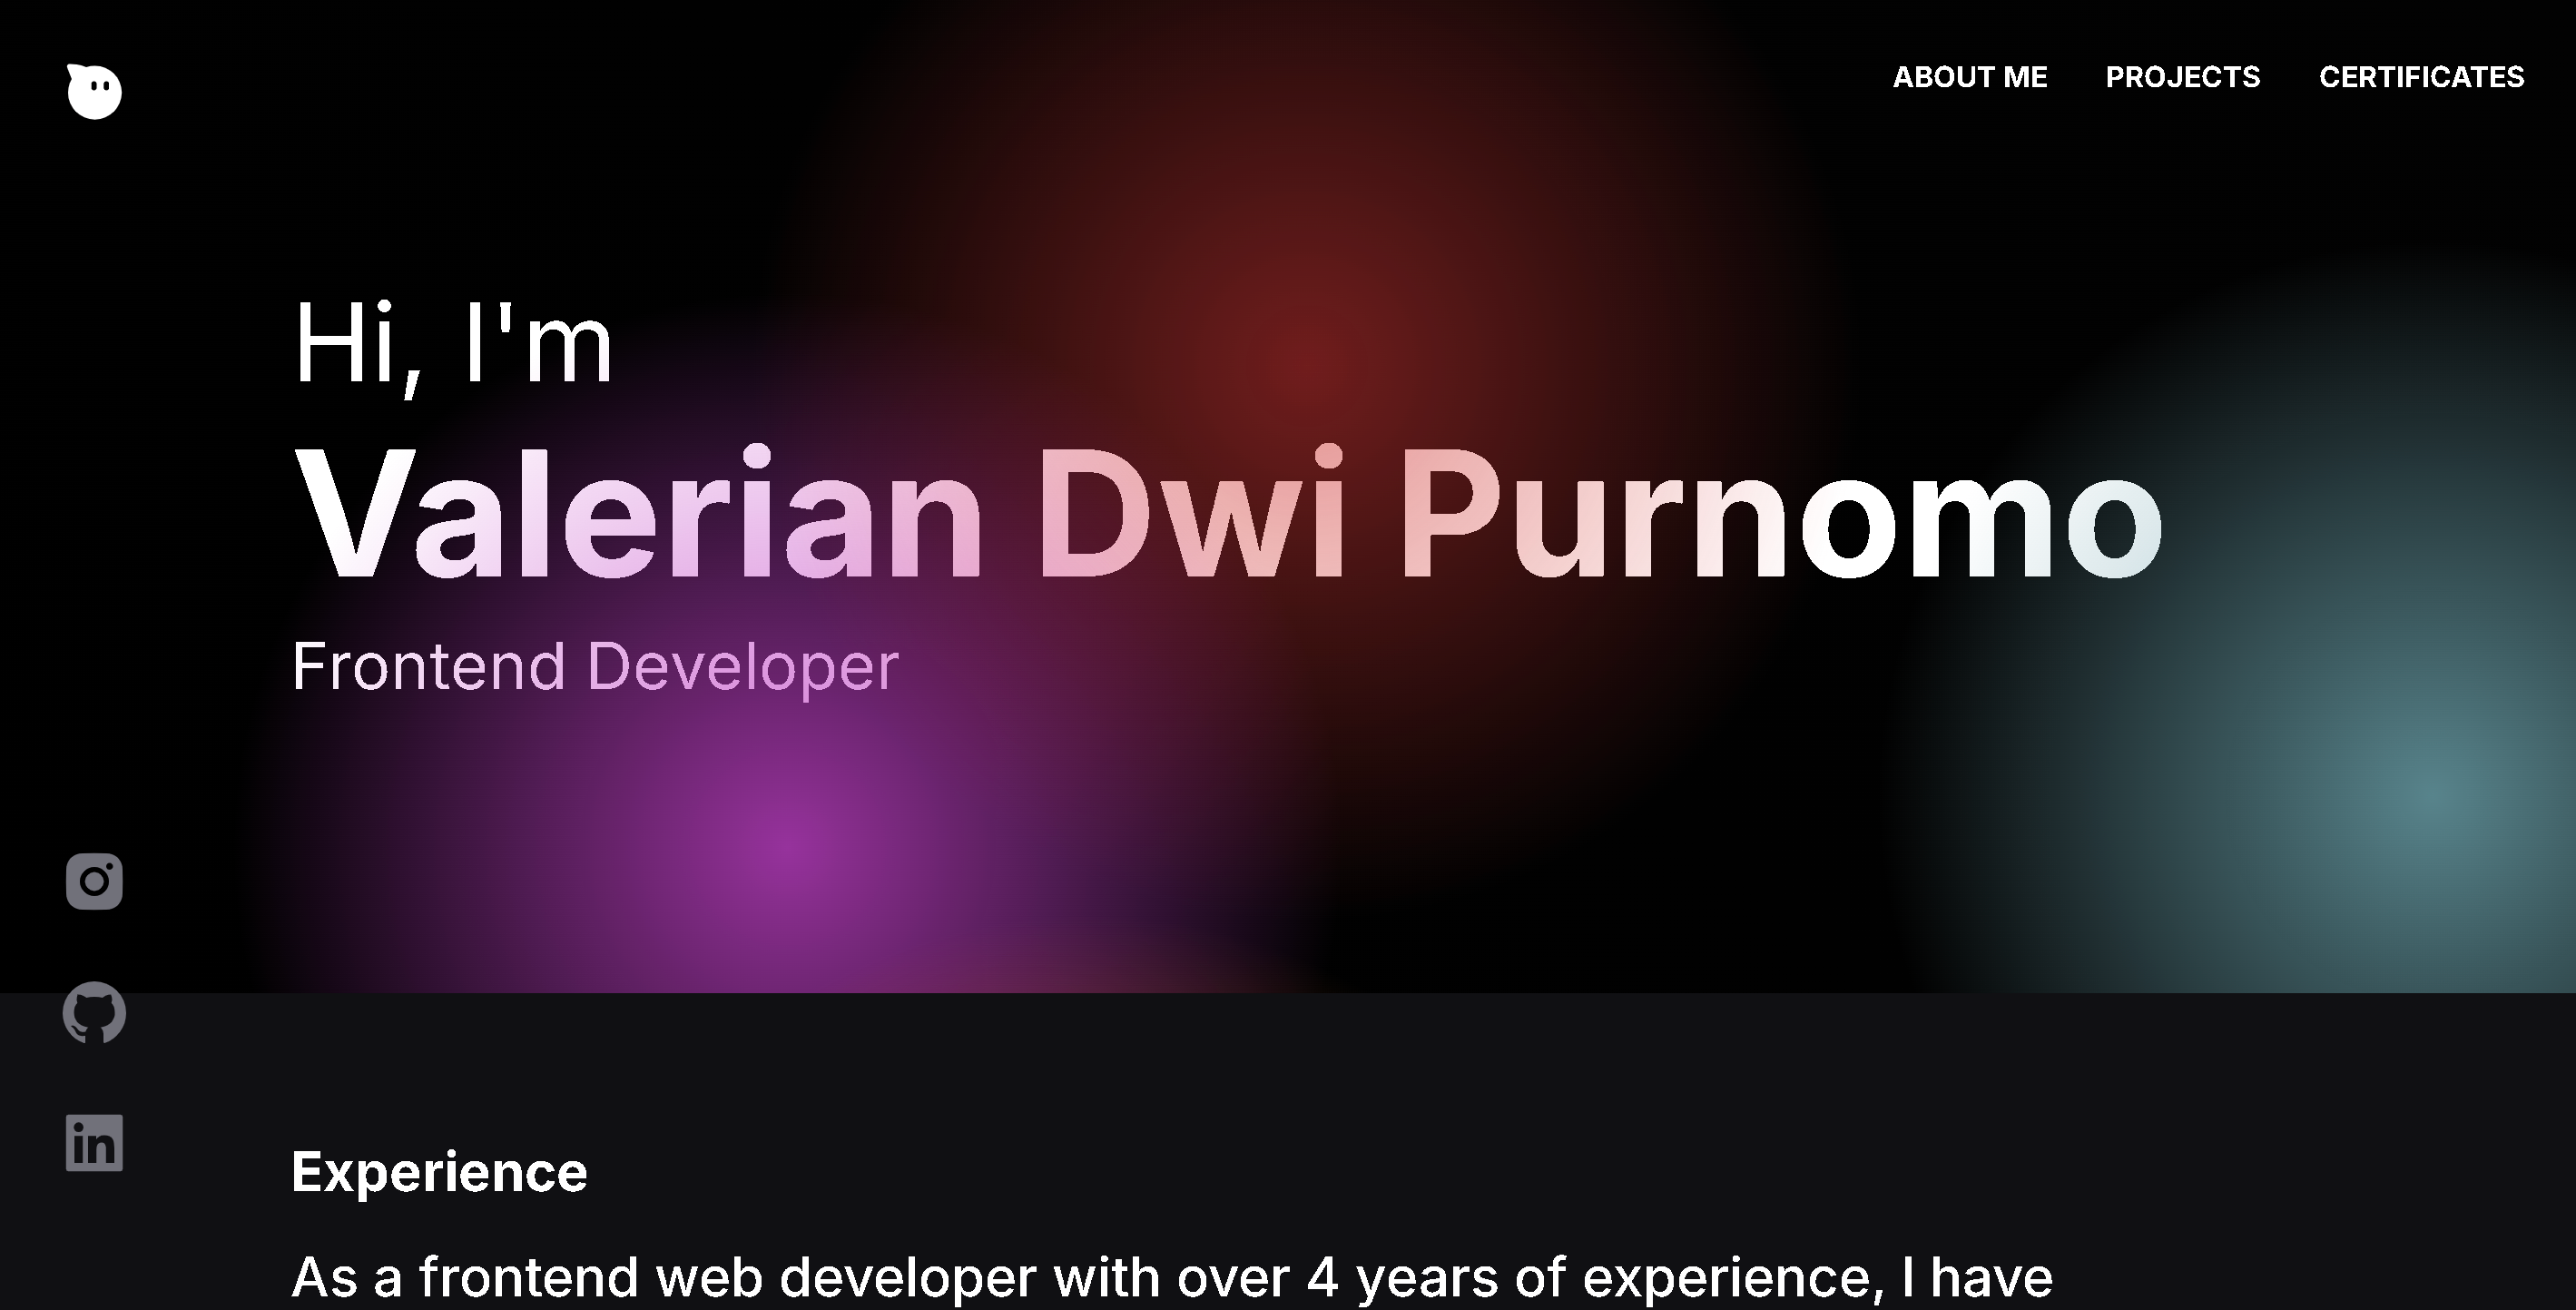 ABOUT ME PROJECTS CERTIFICATES
Hi, I'm
Valerian Dwi Purnomo
Frontend Developer
in
Experience
As a frontend web developer with over 4 years of experience, I have